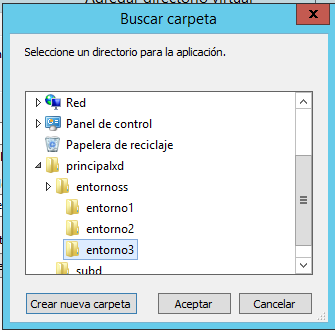 Agregar directorio virtual
Buscar carpeta
Seleccione un directorio para la aplicación.
Red
Panel de control
Papelera de reciclaje
principalxd
entornoss
entorno1
entorno2
entorno3
subd
Crear nueva carpeta
Aceptar
Cancelar